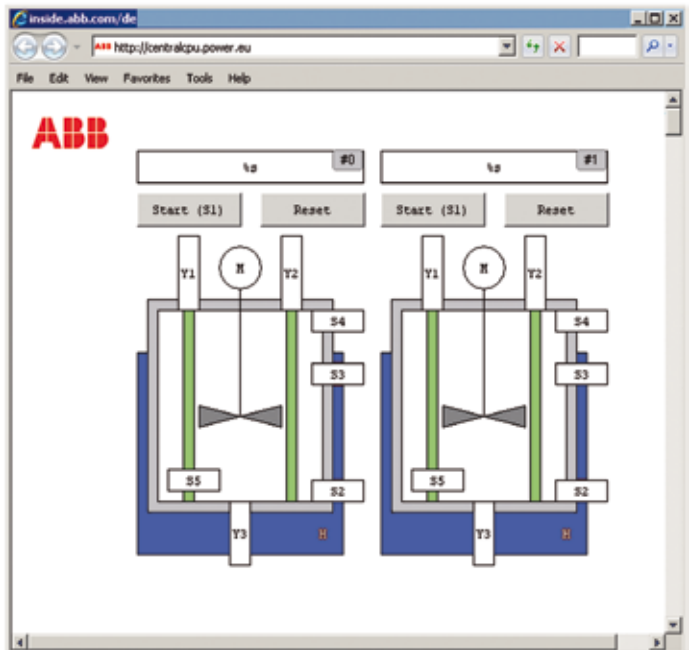 inside.abb.com/de
ABB http://centralcpu.power.eu
File Edit View Favorites Tools Help
ABB
%s #0 %s #1
Start (S1) Reset Start (S1) Reset
Y1 M Y2 Y1 M Y2
S4 S4
S3 S3
S5 S2 S5 S2
Y3 H Y3 H